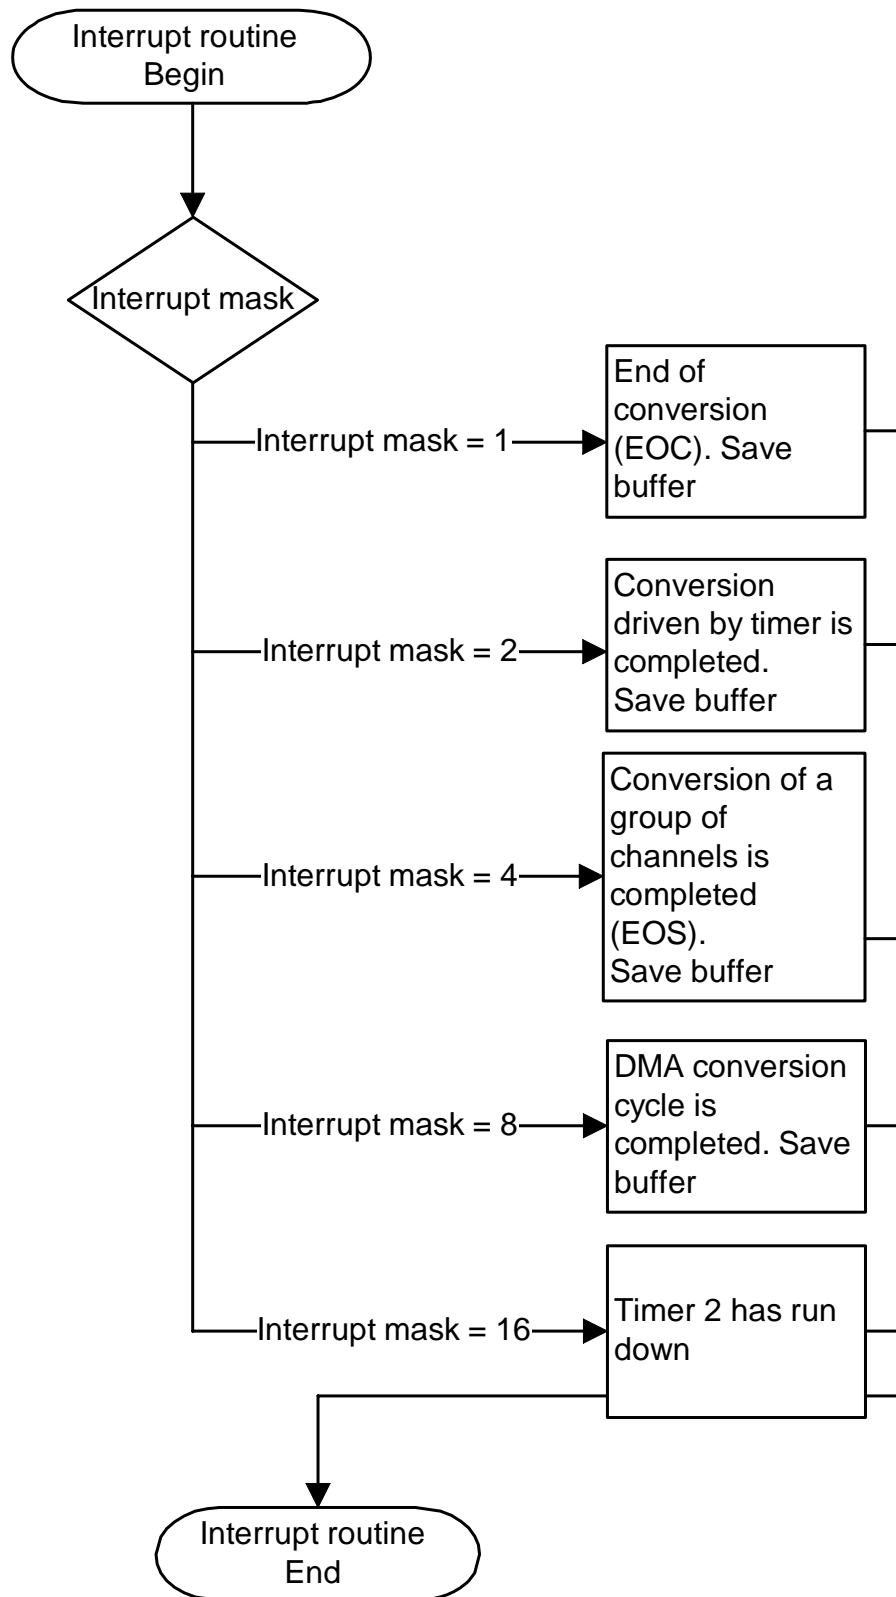 Interrupt routine
Begin
Interrupt mask
Interrupt mask = 1
End of
conversion
(EOC). Save
buffer
Interrupt mask = 2
Conversion
driven by timer is
completed.
Save buffer
Interrupt mask = 4
Conversion of a
group of
channels is
completed
(EOS).
Save buffer
Interrupt mask = 8
DMA conversion
cycle is
completed. Save
buffer
Interrupt mask = 16
Timer 2 has run
down
Interrupt routine
End